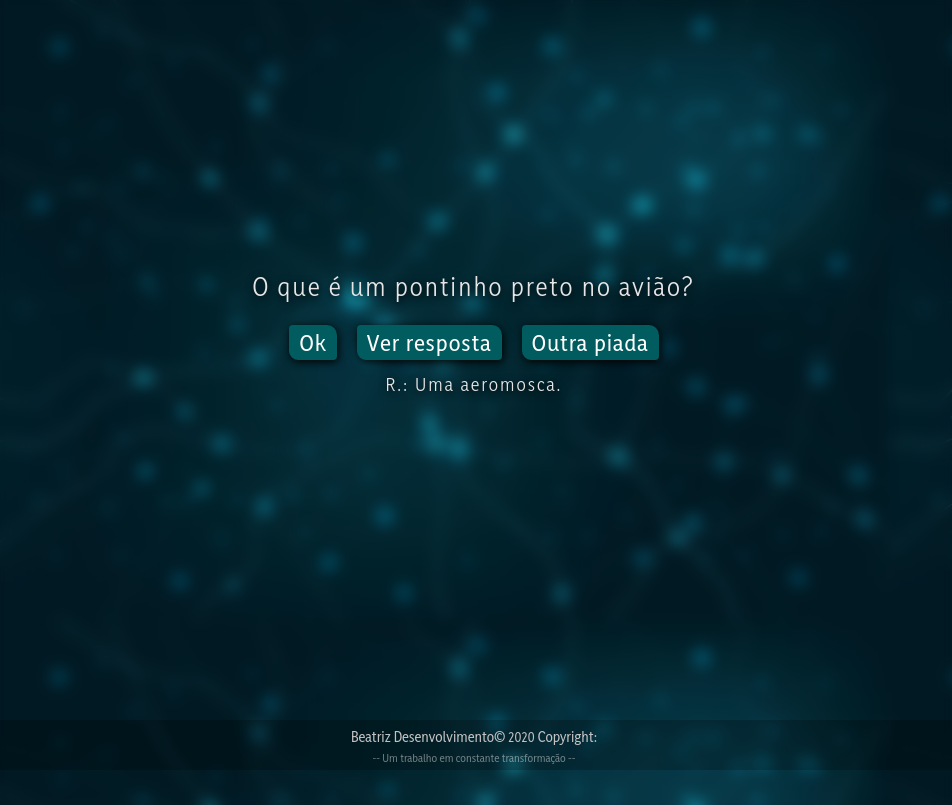 O que é um pontinho preto no avião?
Ok Ver resposta Outra piada
R.: Uma aeromosca.
Beatriz Desenvolvimento© 2020 Copyright:
-- Um trabalho em constante transformação --